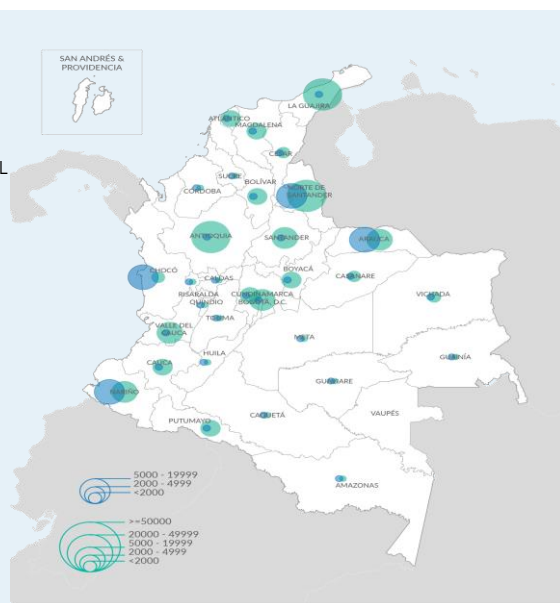 SAN ANDRÉS &
PROVIDENCIA
LA GUAJIRA
ATLÁNTICO
MAGDALENA
CESAR
L
SUCRE
BOLÍVAR
CÓRDOBA
NORTE DE
SANTANDER
ANTIOQUIA
SANTANDER
ARAUCA
CHOCÓ
BOYACÁ
CALDAS
CASANARE
RISARALDA
CUNDINAMARCA
VICHADA
QUINDIO
BOGOTÁ, D.C.
TOLIMA
VALLE DEL
CAUCA
META
HUILA
GUAINÍA
CAUCA
GUAVIARE
NARIÑO
CAQUETÁ
VAUPÉS
PUTUMAYO
AMAZONAS
5000 - 19999
2000 - 4999
<2000
>=50000
20000 - 49999
5000 - 19999
2000 - 4999
<2000